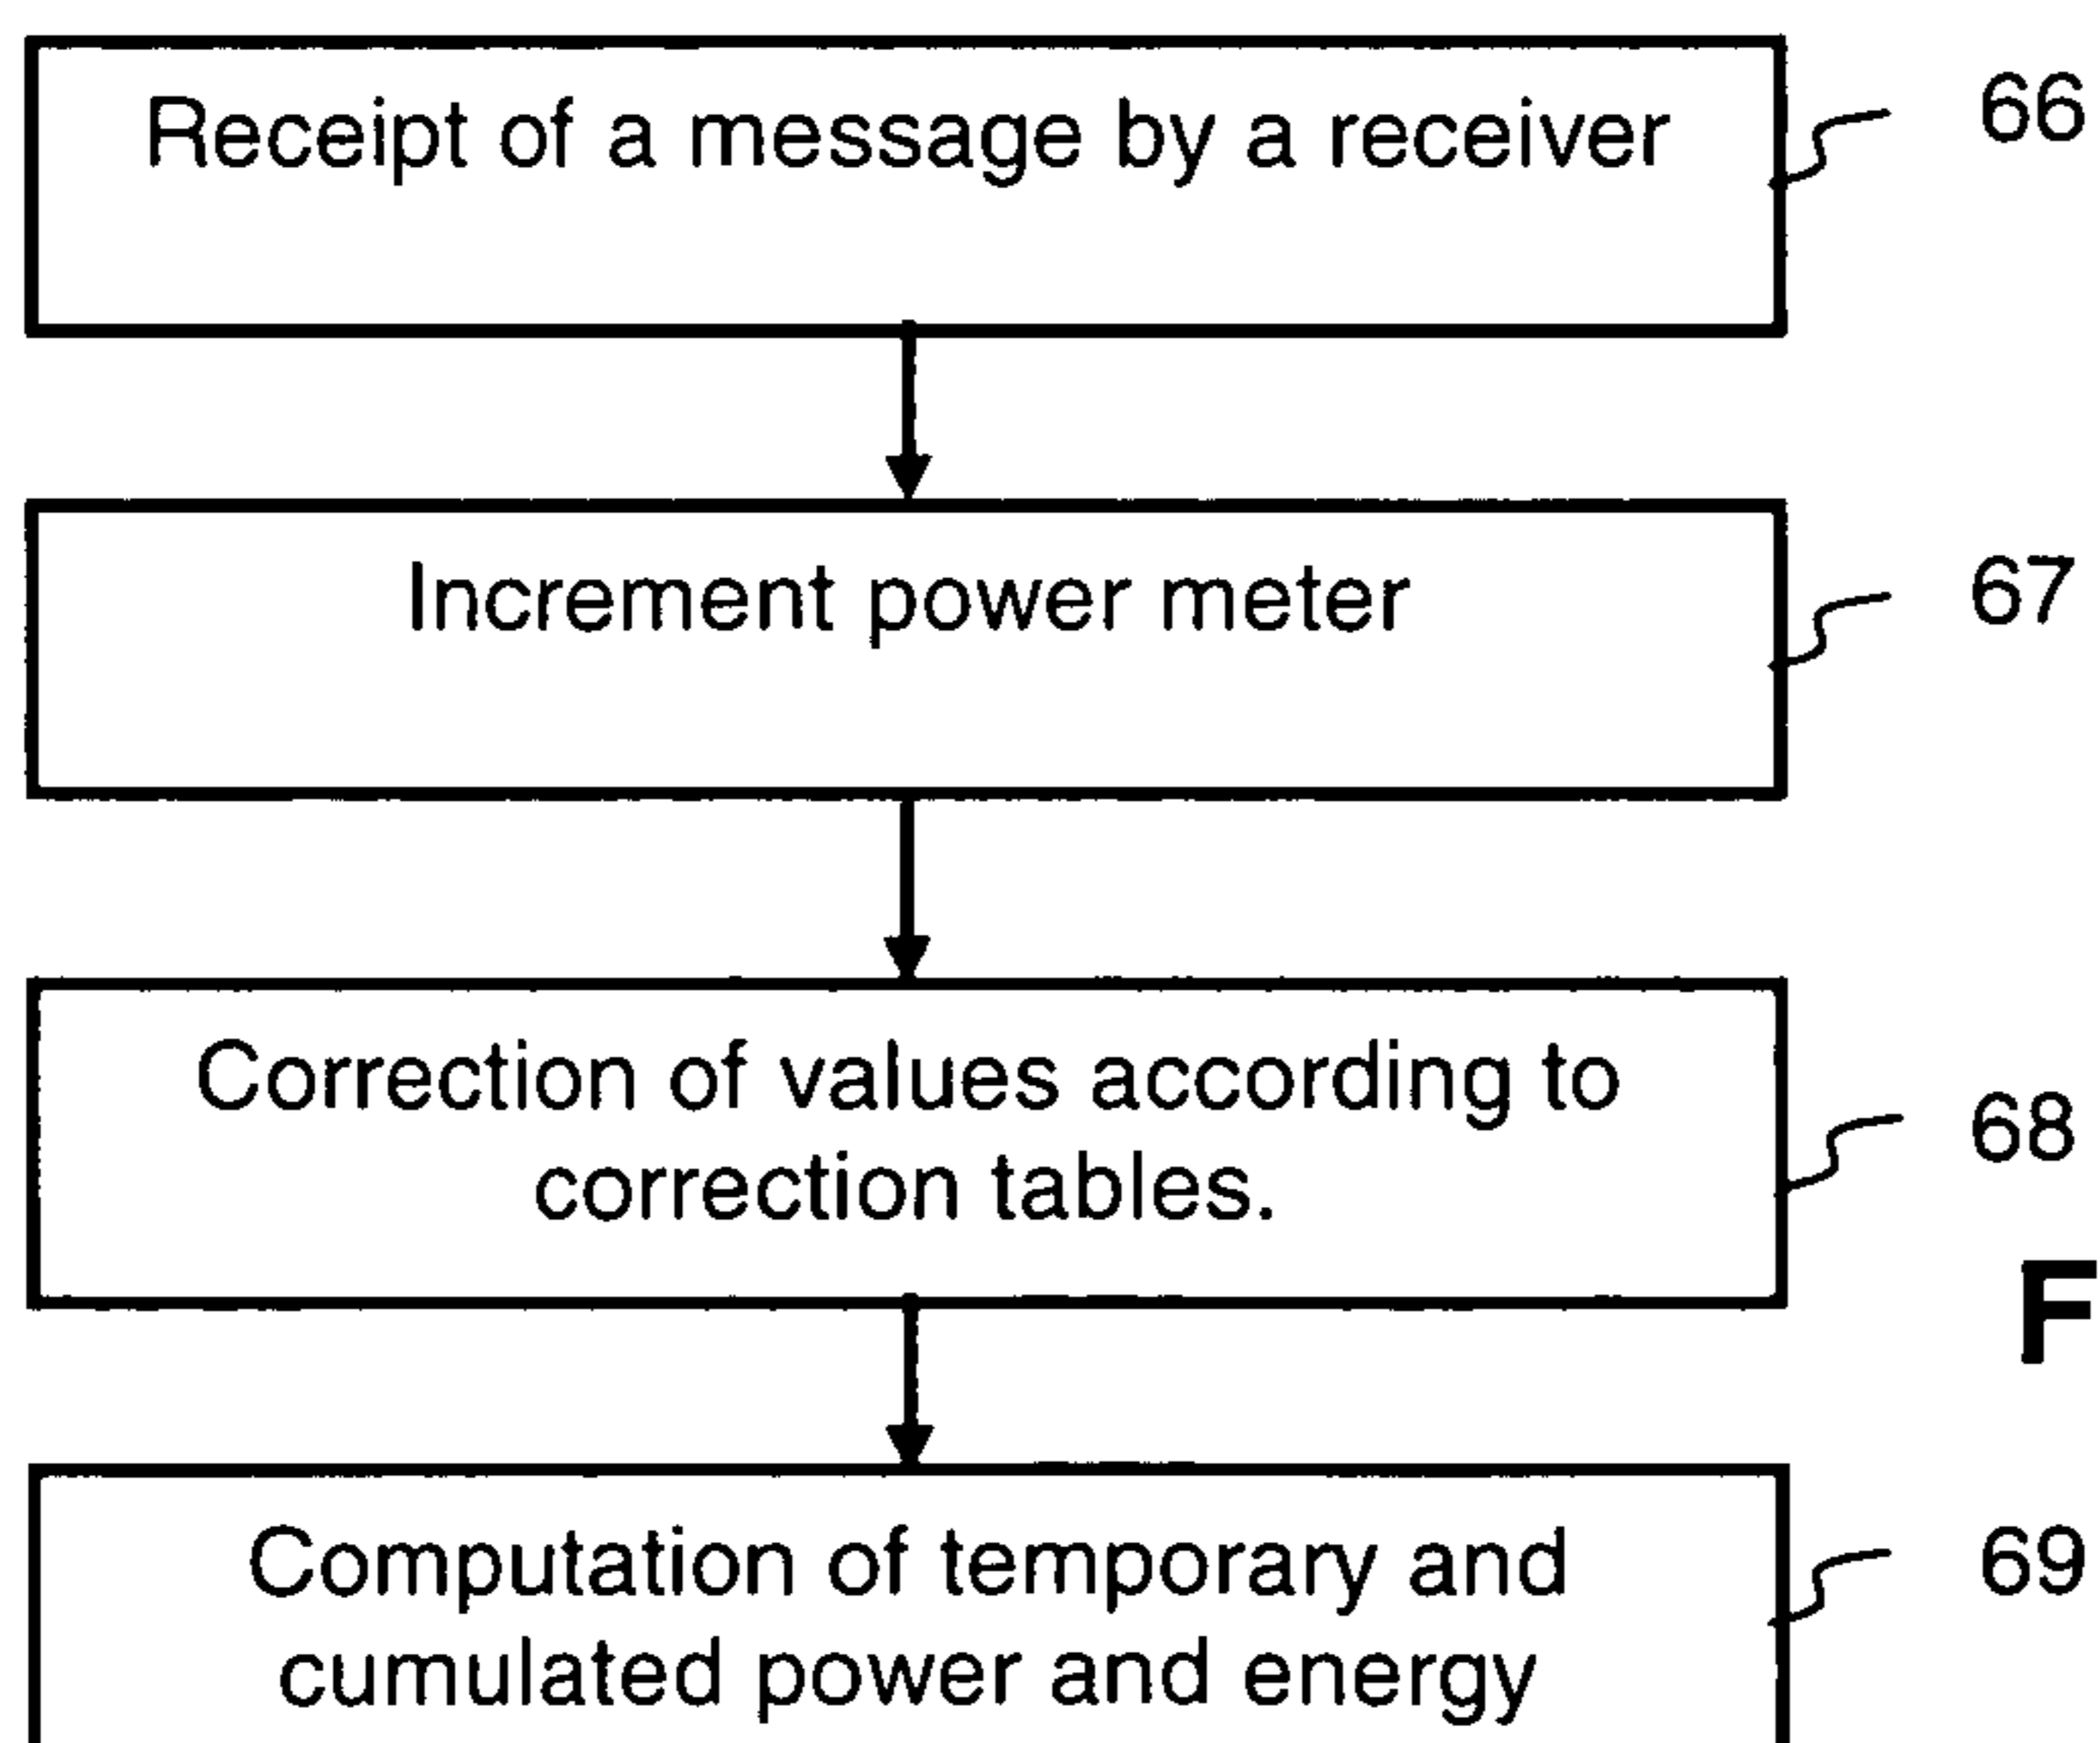 Receipt of a message by a receiver
66
Increment power meter
67
Correction of values according to
correction tables.
68
F
Computation of temporary and
cumulated power and energy
69